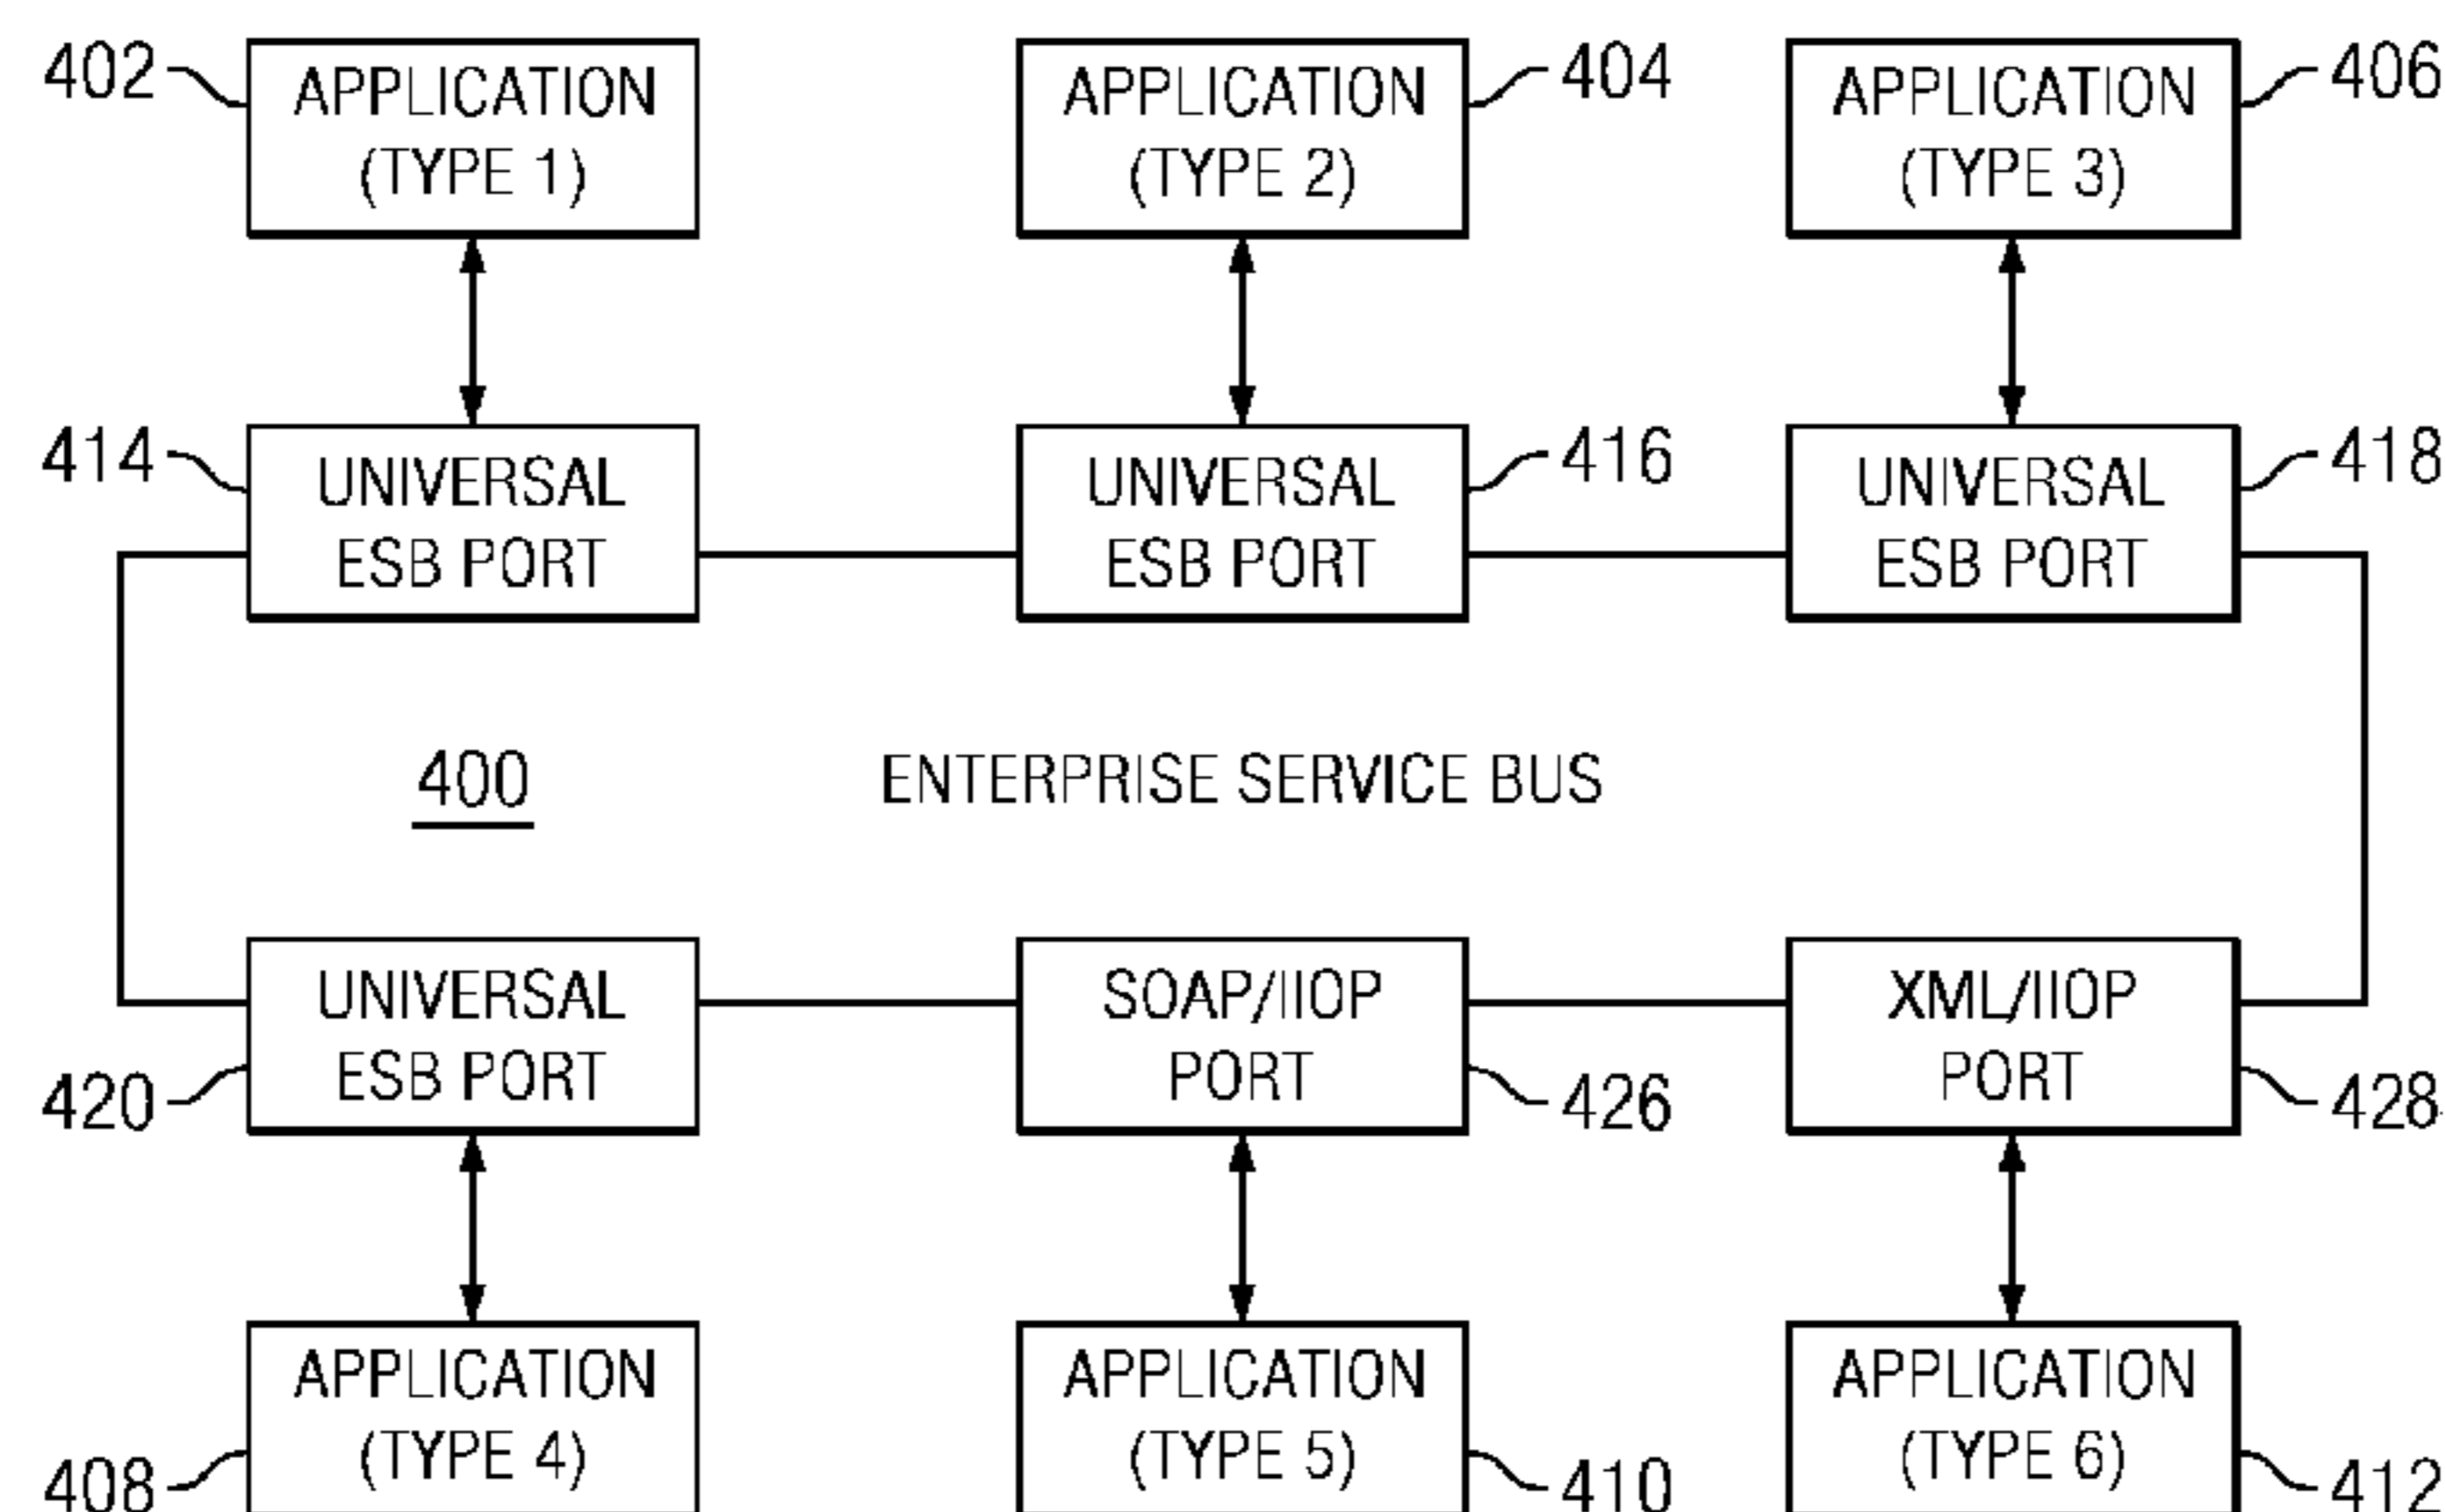 402
APPLICATION
(TYPE 1)
APPLICATION
(TYPE 2)
404
APPLICATION
(TYPE 3)
406
414
UNIVERSAL
ESB PORT
UNIVERSAL
ESB PORT
416
UNIVERSAL
ESB PORT
418
400
ENTERPRISE SERVICE BUS
UNIVERSAL
ESB PORT
420
SOAP/IIOP
PORT
426
XML/IIOP
PORT
428
APPLICATION
(TYPE 4)
408
APPLICATION
(TYPE 5)
410
APPLICATION
(TYPE 6)
412